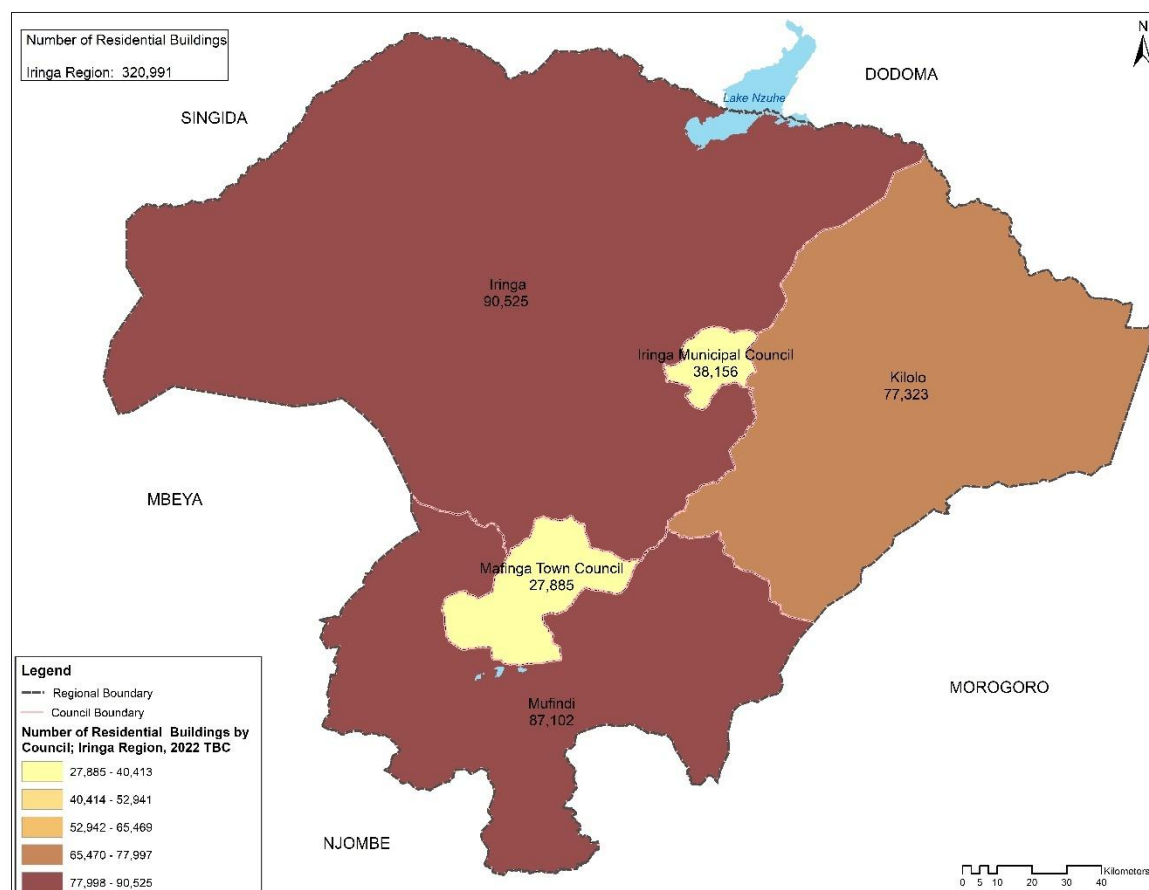 Number of Residential Buildings
Iringa Region: 320,991
N
DODOMA
Lake Nzuhe
SINGIDA
Iringa
90,525
Iringa Municipal Council
38,156
Kilolo
77,323
MBEYA
Mafinga Town Council
27,885
Mufindi
87,102
MOROGORO
NJOMBE
Legend
Regional Boundary
Council Boundary
Number of Residential Buildings by
Council; Iringa Region, 2022 TBC
27,885 - 40,413
40,414 - 52,941
52,942 - 65,469
65,470 - 77,997
77,998 - 90,525
Kilometers
0 5 10 20 30 40